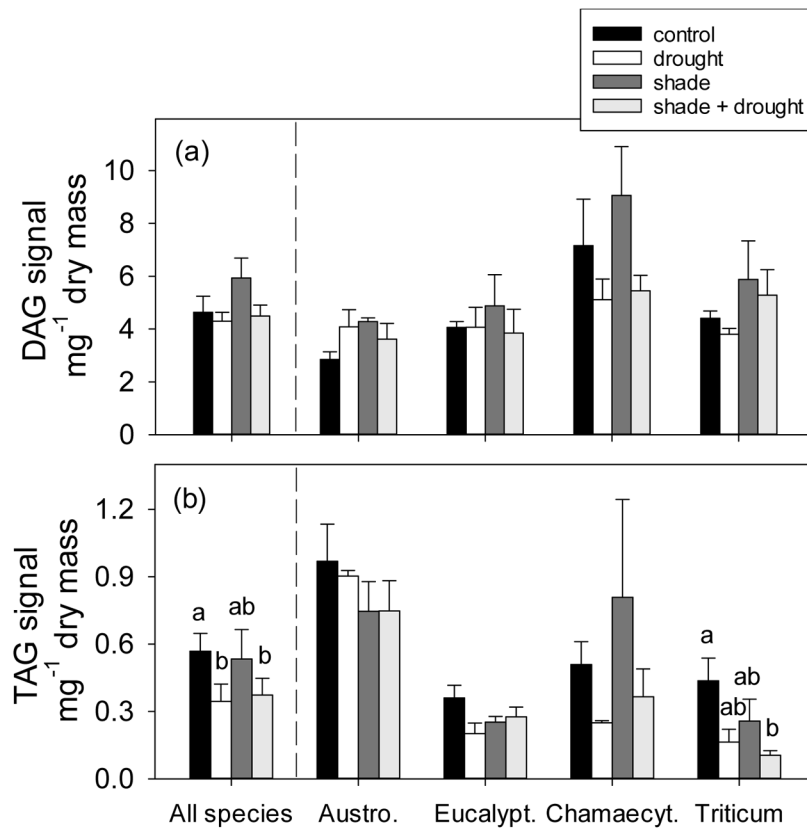 control
drought
shade
shade + drought
(a)
DAG signal
mg⁻¹ dry mass
10
8
6
4
2
0
(b)
TAG signal
mg⁻¹ dry mass
1.2
0.9
0.6
0.3
0.0
a
b
ab
b
a
ab
ab
b
All species
Austro.
Eucalypt.
Chamaecyt.
Triticum